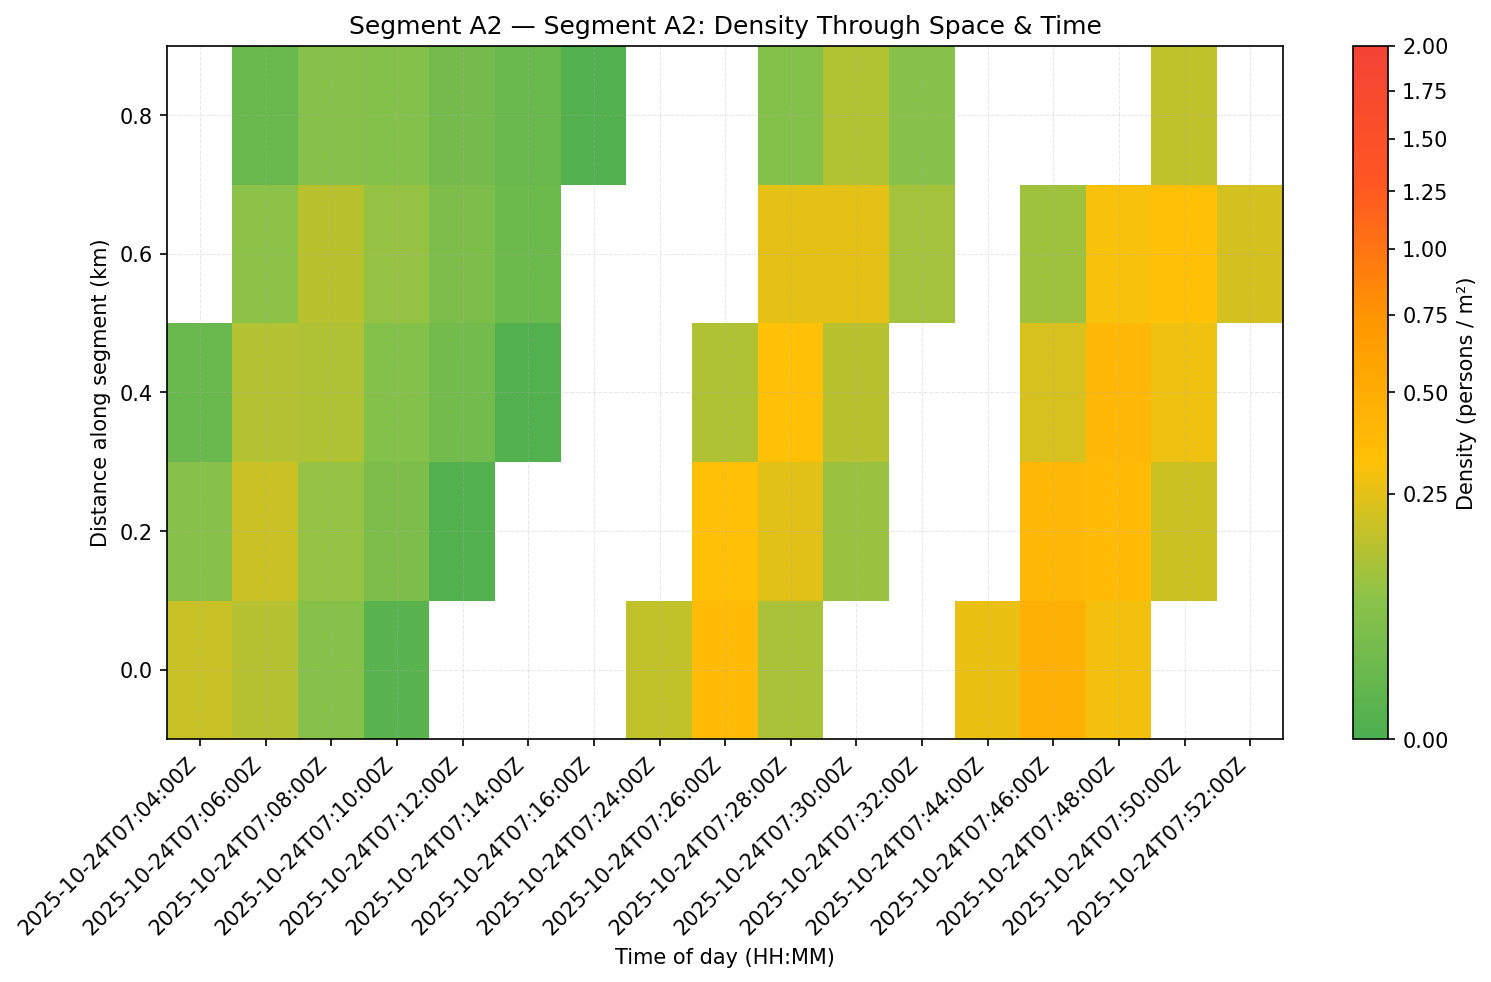 Segment A2 — Segment A2: Density Through Space & Time
Distance along segment (km)
0.8
0.6
0.4
0.2
0.0
2025-10-24T07:04:00Z
2025-10-24T07:06:00Z
2025-10-24T07:08:00Z
2025-10-24T07:10:00Z
2025-10-24T07:12:00Z
2025-10-24T07:14:00Z
2025-10-24T07:16:00Z
2025-10-24T07:24:00Z
2025-10-24T07:26:00Z
2025-10-24T07:28:00Z
2025-10-24T07:30:00Z
2025-10-24T07:32:00Z
2025-10-24T07:44:00Z
2025-10-24T07:46:00Z
2025-10-24T07:48:00Z
2025-10-24T07:50:00Z
2025-10-24T07:52:00Z
Time of day (HH:MM)
2.00
1.75
1.50
1.25
1.00
0.75
0.50
0.25
0.00
Density (persons / m²)